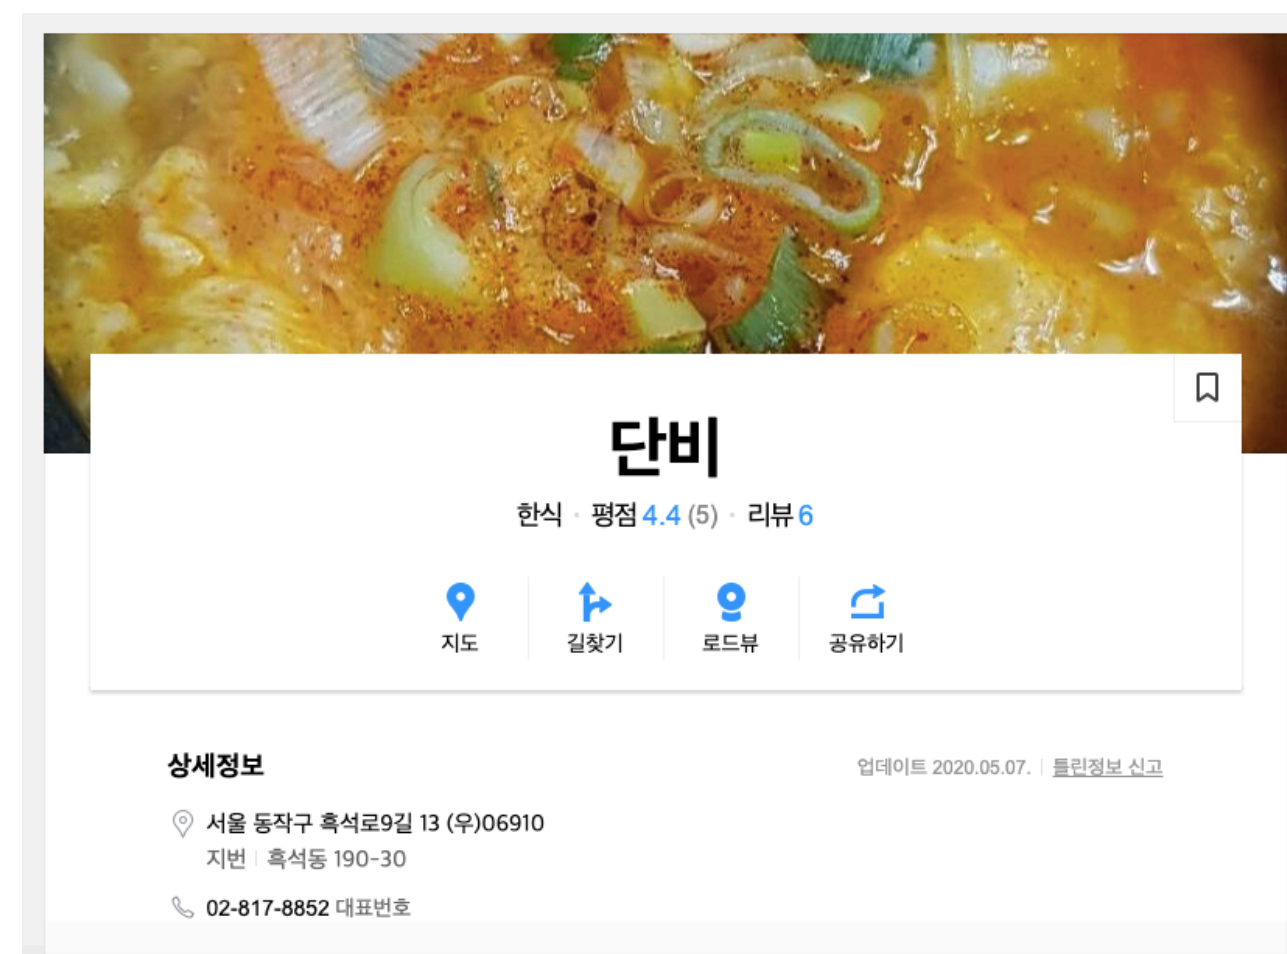 단비
한식 · 평점 4.4 (5) · 리뷰 6
지도 길찾기 로드뷰 공유하기
상세정보 업데이트 2020.05.07. | 틀린정보 신고
서울 동작구 흑석로9길 13 (우)06910
지번 | 흑석동 190-30
02-817-8852 대표번호